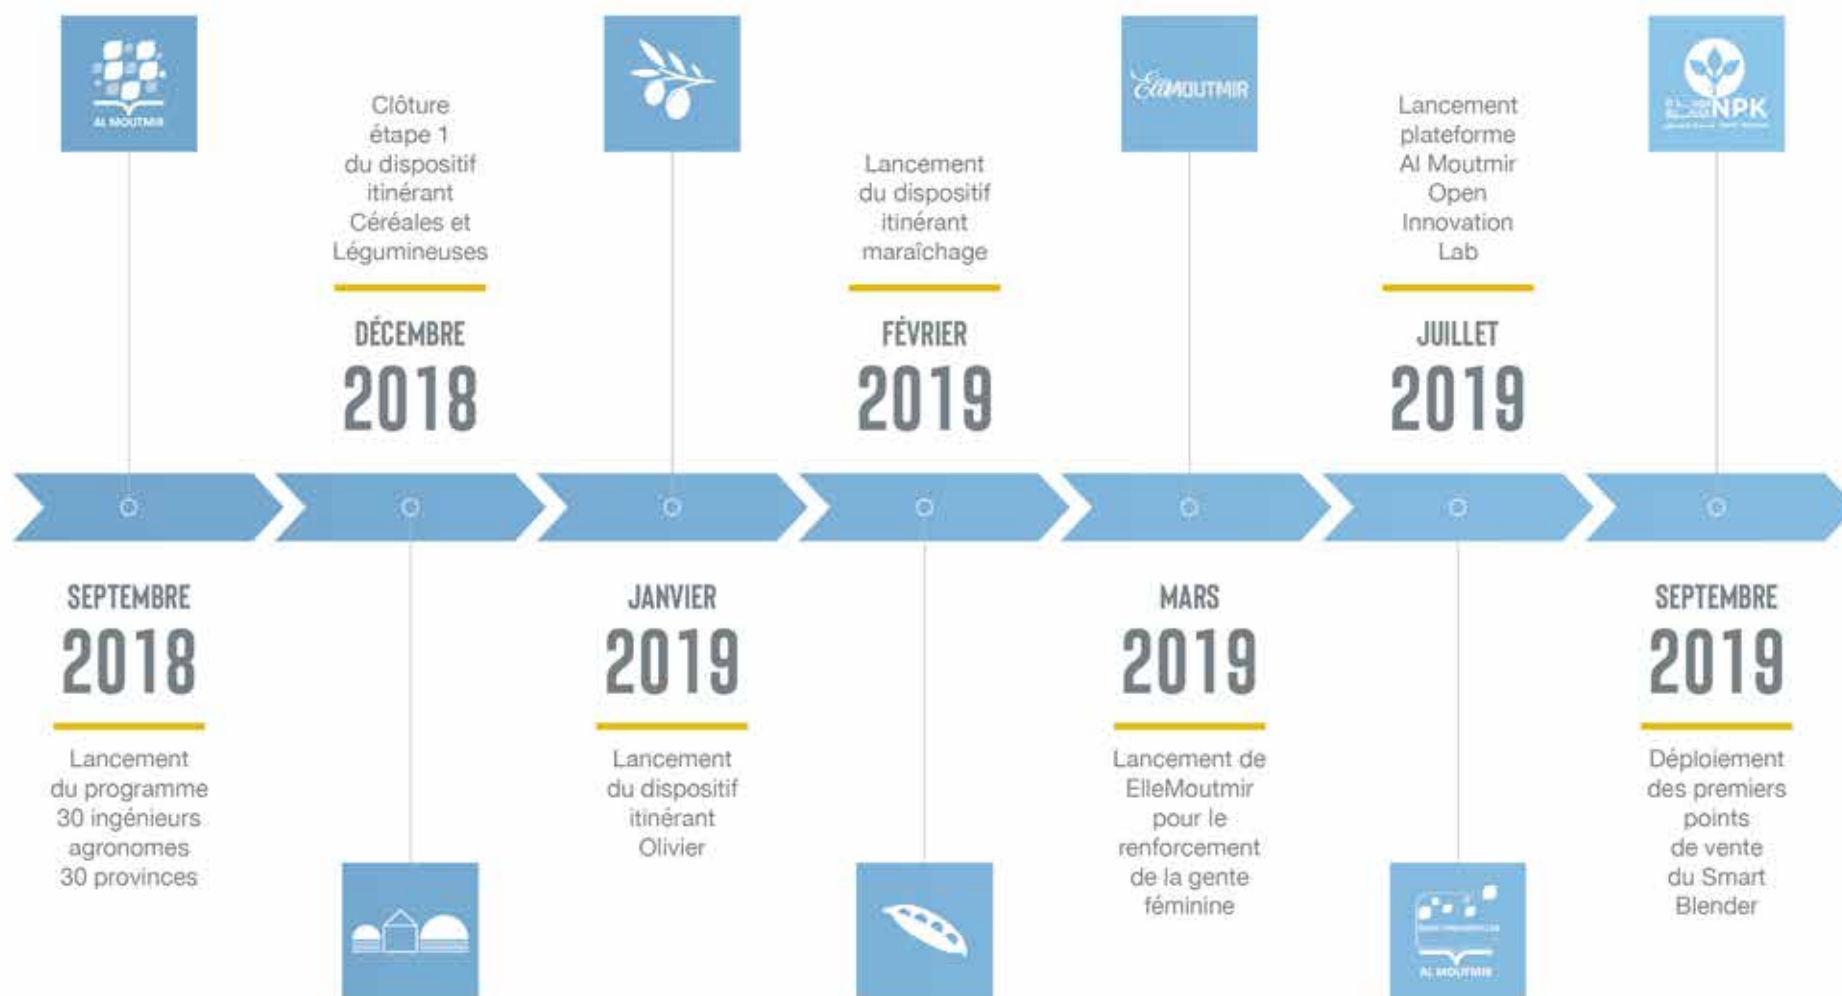 AI MOUTMIR
SEPTEMBRE
2018
Lancement
du programme
30 ingénieurs
agronomes
30 provinces
Clôture
étape 1
du dispositif
itinérant
Céréales et
Légumineuses
DÉCEMBRE
2018
JANVIER
2019
Lancement
du dispositif
itinérant
Olivier
Lancement
du dispositif
itinérant
maraîchage
FÉVRIER
2019
ElleMOUTMIR
MARS
2019
Lancement de
ElleMoutmir
pour le
renforcement
de la gente
féminine
Lancement
plateforme
Al Moutmir
Open
Innovation
Lab
JUILLET
2019
AL MOUTMIR
NPK
SEPTEMBRE
2019
Déploiement
des premiers
points
de vente
du Smart
Blender